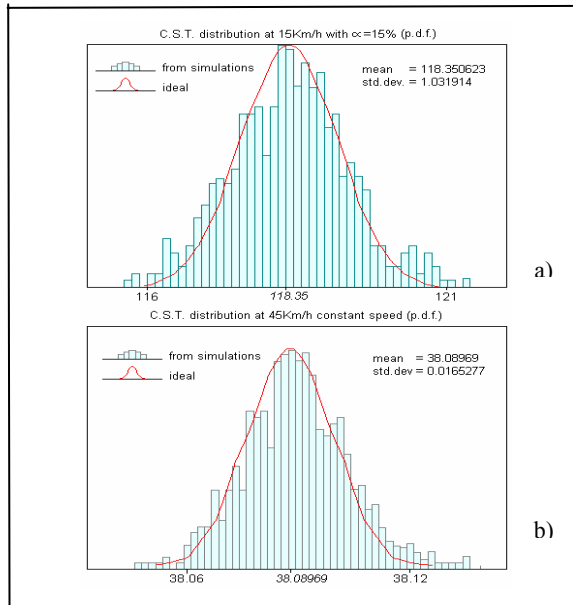 C.S.T. distribution at 15Km/h with ∝=15% (p.d.f.)
from simulations
ideal
mean = 118.350623
std.dev. = 1.031914
116 118.35 121
a)
C.S.T. distribution at 45Km/h constant speed (p.d.f.)
from simulations
ideal
mean = 38.08969
std.dev = 0.0165277
38.06 38.08969 38.12
b)